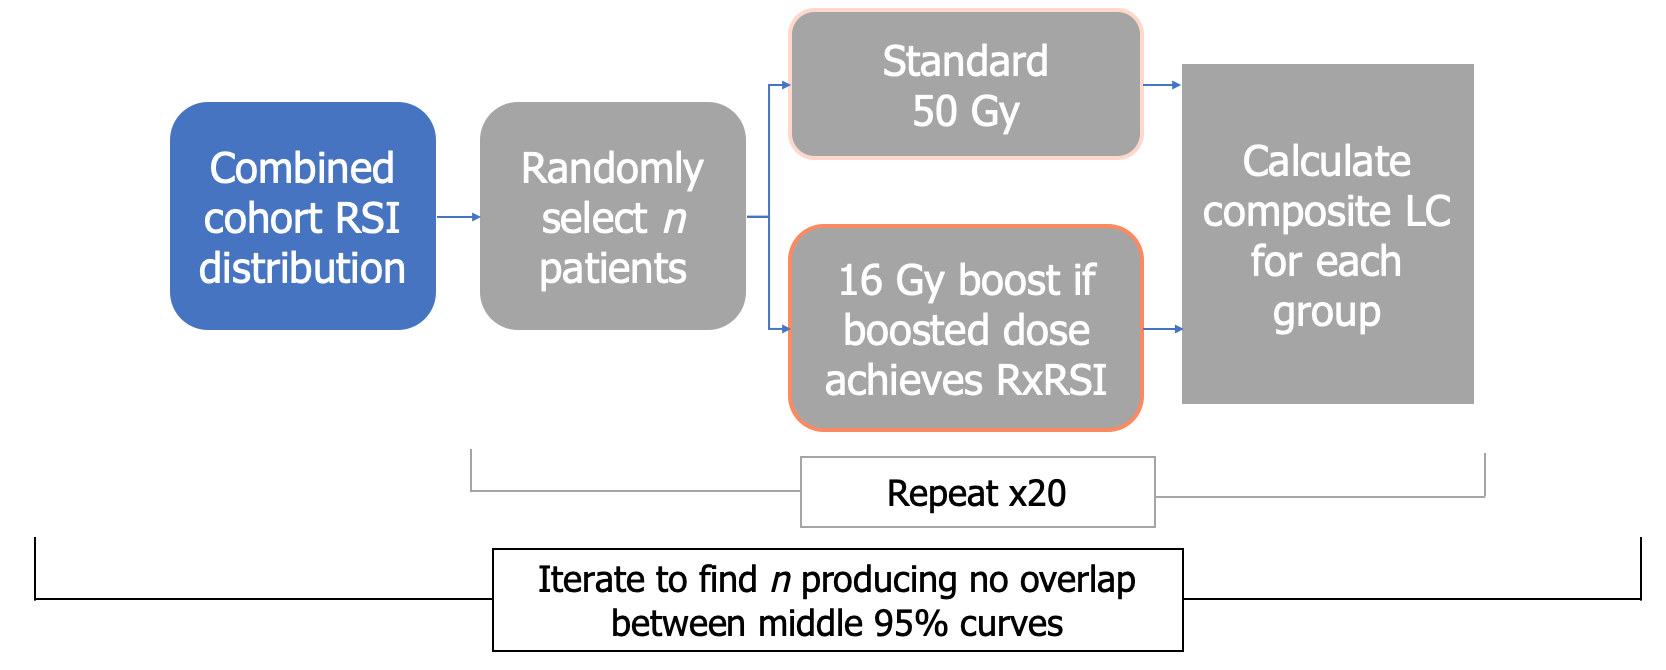 Combined
cohort RSI
distribution
Randomly
select n
patients
Standard
50 Gy
16 Gy boost if
boosted dose
achieves RxRSI
Calculate
composite LC
for each
group
Repeat x20
Iterate to find n producing no overlap
between middle 95% curves